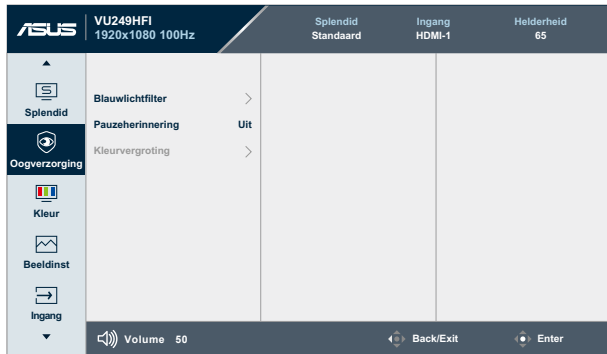 ASUS
VU249HFI
1920x1080 100Hz
Splendid
Standaard
Ingang
HDMI-1
Helderheid
65
Splendid
Oogverzorging
Kleur
Beeldinst
Ingang
Blauwlichtfilter
Pauzeherinnering Uit
Kleurvergroting
Volume 50
Back/Exit
Enter